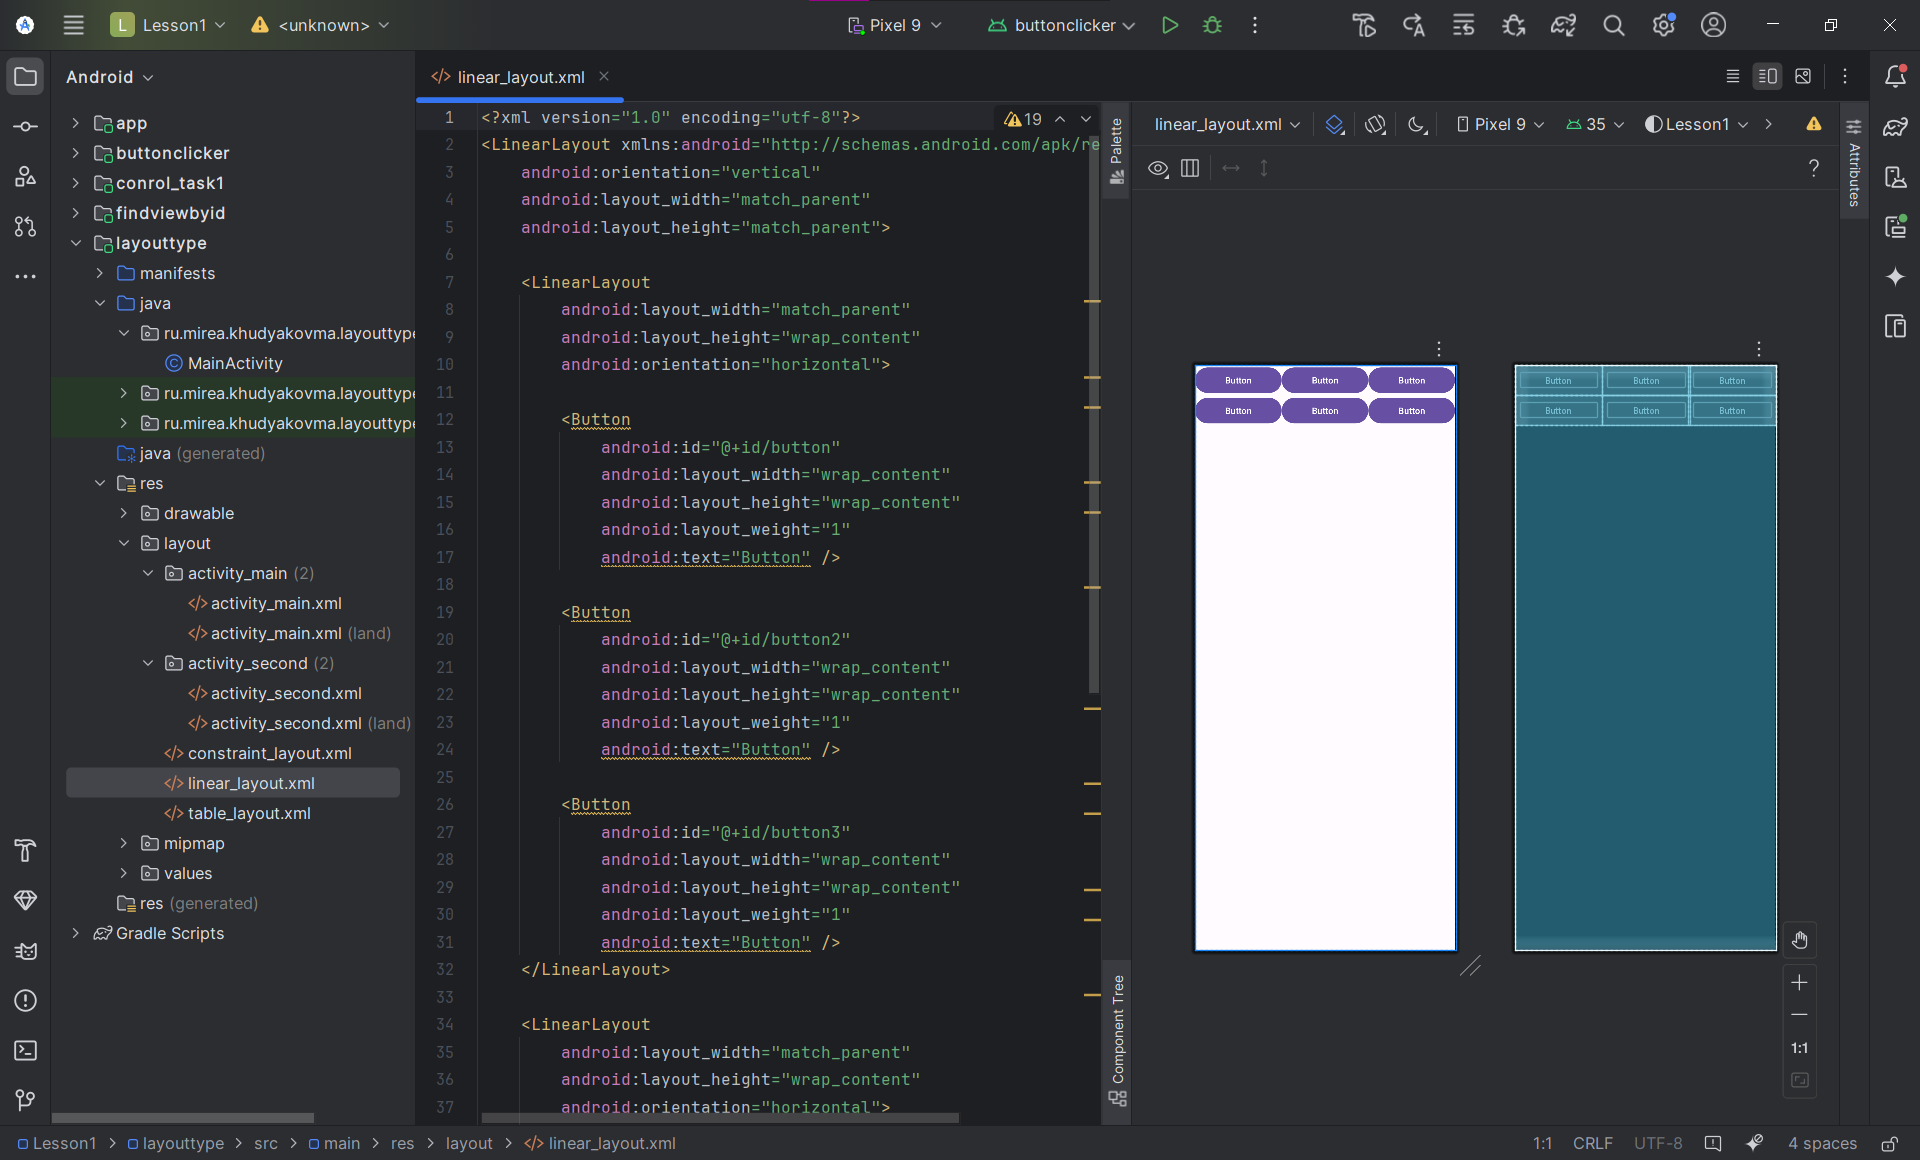 L Lesson1 <unknown> Pixel 9 buttonclicker
Android
linear_layout.xml
app
buttonclicker
conrol_task1
findviewbyid
layouttype
manifests
java
ru.mirea.khudyakovma.layouttype
MainActivity
ru.mirea.khudyakovma.layouttype
ru.mirea.khudyakovma.layouttype
java (generated)
res
drawable
layout
activity_main (2)
activity_main.xml
activity_main.xml (land)
activity_second (2)
activity_second.xml
activity_second.xml (land)
constraint_layout.xml
linear_layout.xml
table_layout.xml
mipmap
values
res (generated)
Gradle Scripts
19
1 <?xml version="1.0" encoding="utf-8"?>
2 <LinearLayout xmlns:android="http://schemas.android.com/apk/re
3 android:orientation="vertical"
4 android:layout_width="match_parent"
5 android:layout_height="match_parent">
6
7 <LinearLayout
8 android:layout_width="match_parent"
9 android:layout_height="wrap_content"
10 android:orientation="horizontal">
11
12 <Button
13 android:id="@+id/button"
14 android:layout_width="wrap_content"
15 android:layout_height="wrap_content"
16 android:layout_weight="1"
17 android:text="Button" />
18
19 <Button
20 android:id="@+id/button2"
21 android:layout_width="wrap_content"
22 android:layout_height="wrap_content"
23 android:layout_weight="1"
24 android:text="Button" />
25
26 <Button
27 android:id="@+id/button3"
28 android:layout_width="wrap_content"
29 android:layout_height="wrap_content"
30 android:layout_weight="1"
31 android:text="Button" />
32 </LinearLayout>
33
34 <LinearLayout
35 android:layout_width="match_parent"
36 android:layout_height="wrap_content"
37 android:orientation="horizontal">
Palette
Component Tree
linear_layout.xml Pixel 9 35 Lesson1
?
Button Button Button
Button Button Button
Button Button Button
Button Button Button
1:1
Attributes
Lesson1 > layouttype > src > main > res > layout > linear_layout.xml
1:1 CRLF UTF-8 4 spaces